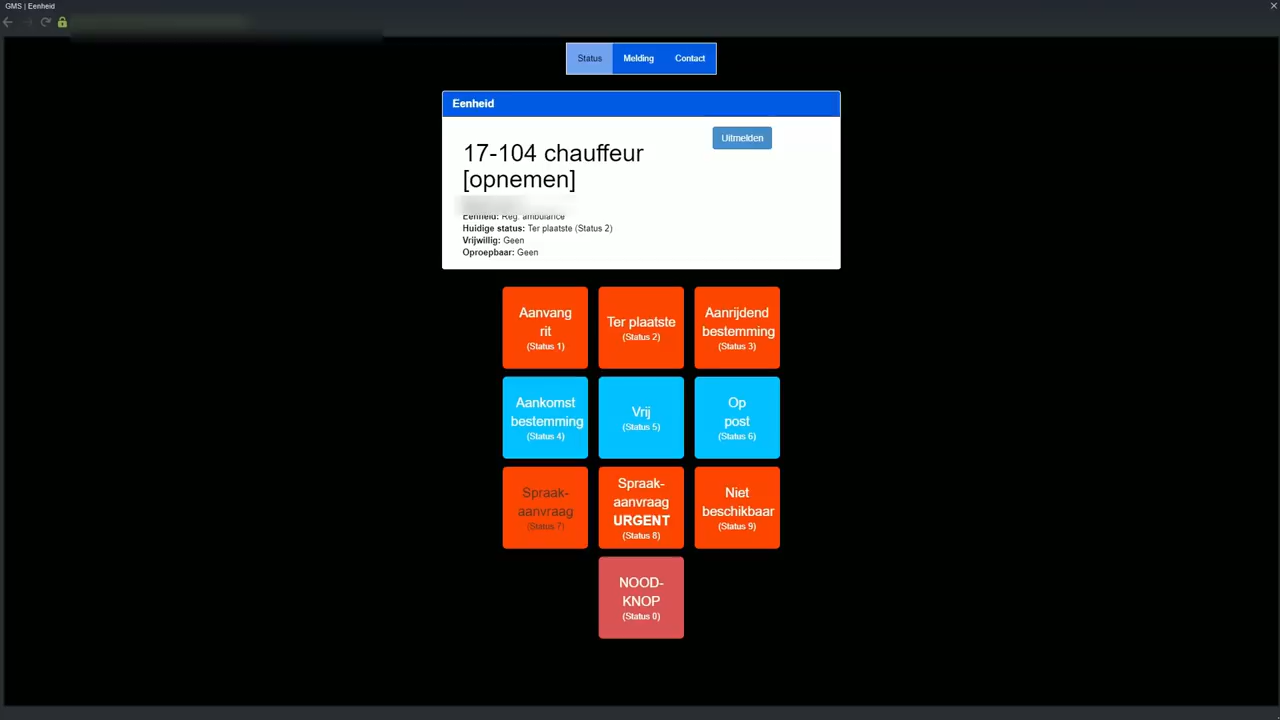 GMS | Eenheid
Status
Melding
Contact
Eenheid
Uitmelden
17-104 chauffeur
[opnemen]
Eenheid: Reg. ambulance
Huidige status: Ter plaatste (Status 2)
Vrijwillig: Geen
Oproepbaar: Geen
Aanvang
rit
(Status 1)
Ter plaatste
(Status 2)
Aanrijdend
bestemming
(Status 3)
Aankomst
bestemming
(Status 4)
Vrij
(Status 5)
Op
post
(Status 6)
Spraak-
aanvraag
(Status 7)
Spraak-
aanvraag
URGENT
(Status 8)
Niet
beschikbaar
(Status 9)
NOOD-
KNOP
(Status 0)